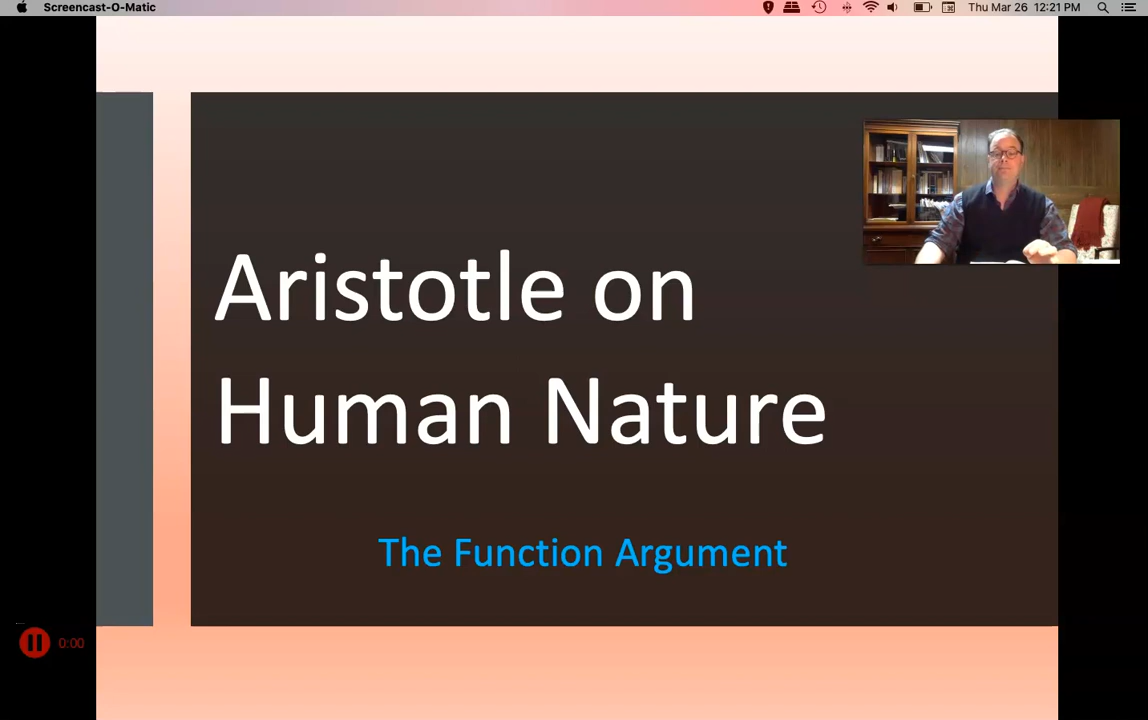 Screencast-O-Matic
Thu Mar 26 12:21 PM
Aristotle on
Human Nature
The Function Argument
0:00